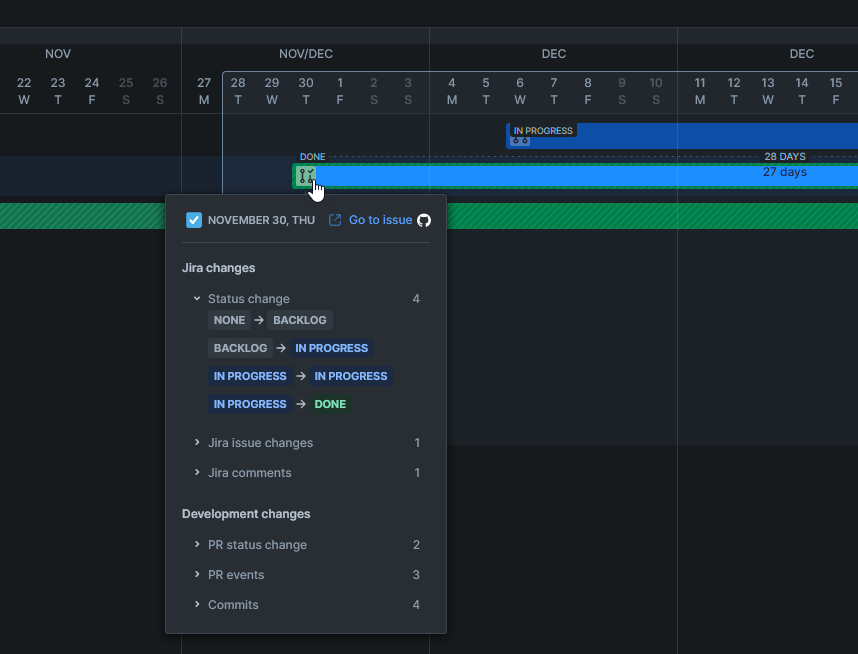 NOV NOV/DEC DEC DEC
22 23 24 25 26 27 28 29 30 1 2 3 4 5 6 7 8 9 10 11 12 13 14 15
W T F S S M T W T F S S M T W T F S S M T W T F
IN PROGRESS
DONE 28 DAYS
27 days
NOVEMBER 30, THU Go to issue
Jira changes
Status change 4
NONE → BACKLOG
BACKLOG → IN PROGRESS
IN PROGRESS → IN PROGRESS
IN PROGRESS → DONE
Jira issue changes 1
Jira comments 1
Development changes
PR status change 2
PR events 3
Commits 4